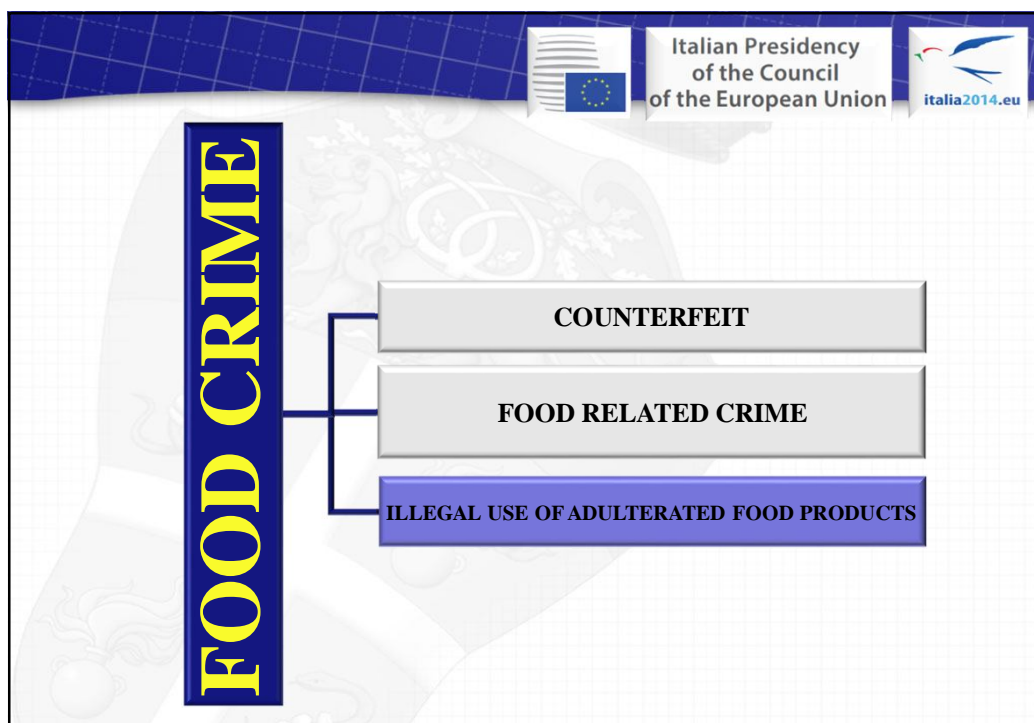 Italian Presidency
of the Council
of the European Union
italia2014.eu
FOOD CRIME
COUNTERFEIT
FOOD RELATED CRIME
ILLEGAL USE OF ADULTERATED FOOD PRODUCTS